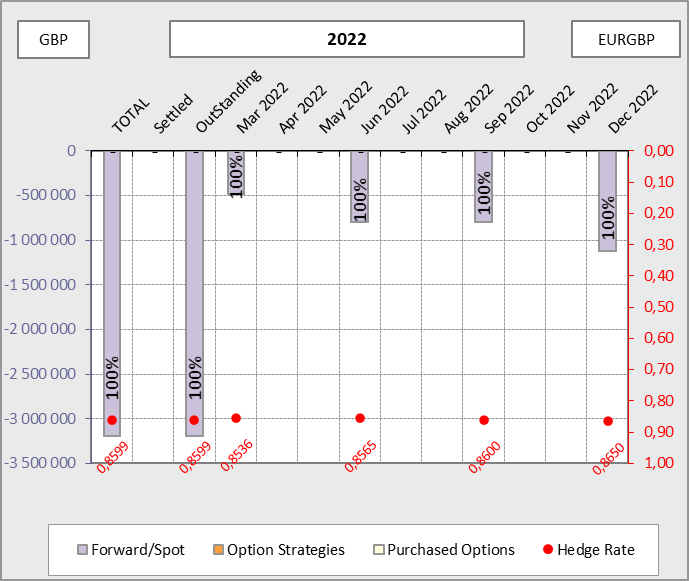 GBP
2022
EURGBP
TOTAL
Settled
OutStanding
Mar 2022
Apr 2022
May 2022
Jun 2022
Jul 2022
Aug 2022
Sep 2022
Oct 2022
Nov 2022
Dec 2022
0
-500 000
-1 000 000
-1 500 000
-2 000 000
-2 500 000
-3 000 000
-3 500 000
100%
100%
100%
100%
100%
100%
0,00
0,10
0,20
0,30
0,40
0,50
0,60
0,70
0,80
0,90
1,00
0,8599
0,8599
0,8536
0,8565
0,8600
0,8650
Forward/Spot
Option Strategies
Purchased Options
Hedge Rate